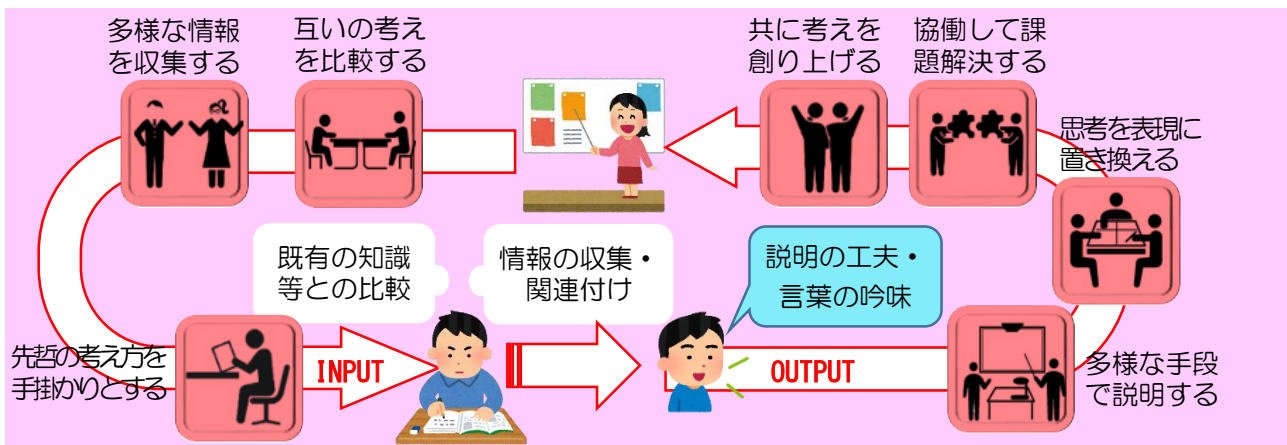 多様な情報
を収集する
互いの考え
を比較する
共に考えを
創り上げる
協働して課
題解決する
思考を表現に
置き換える
既有の知識
等との比較
情報の収集・
関連付け
説明の工夫・
言葉の吟味
先哲の考え方を
手掛かりとする
INPUT
OUTPUT
多様な手段
で説明する